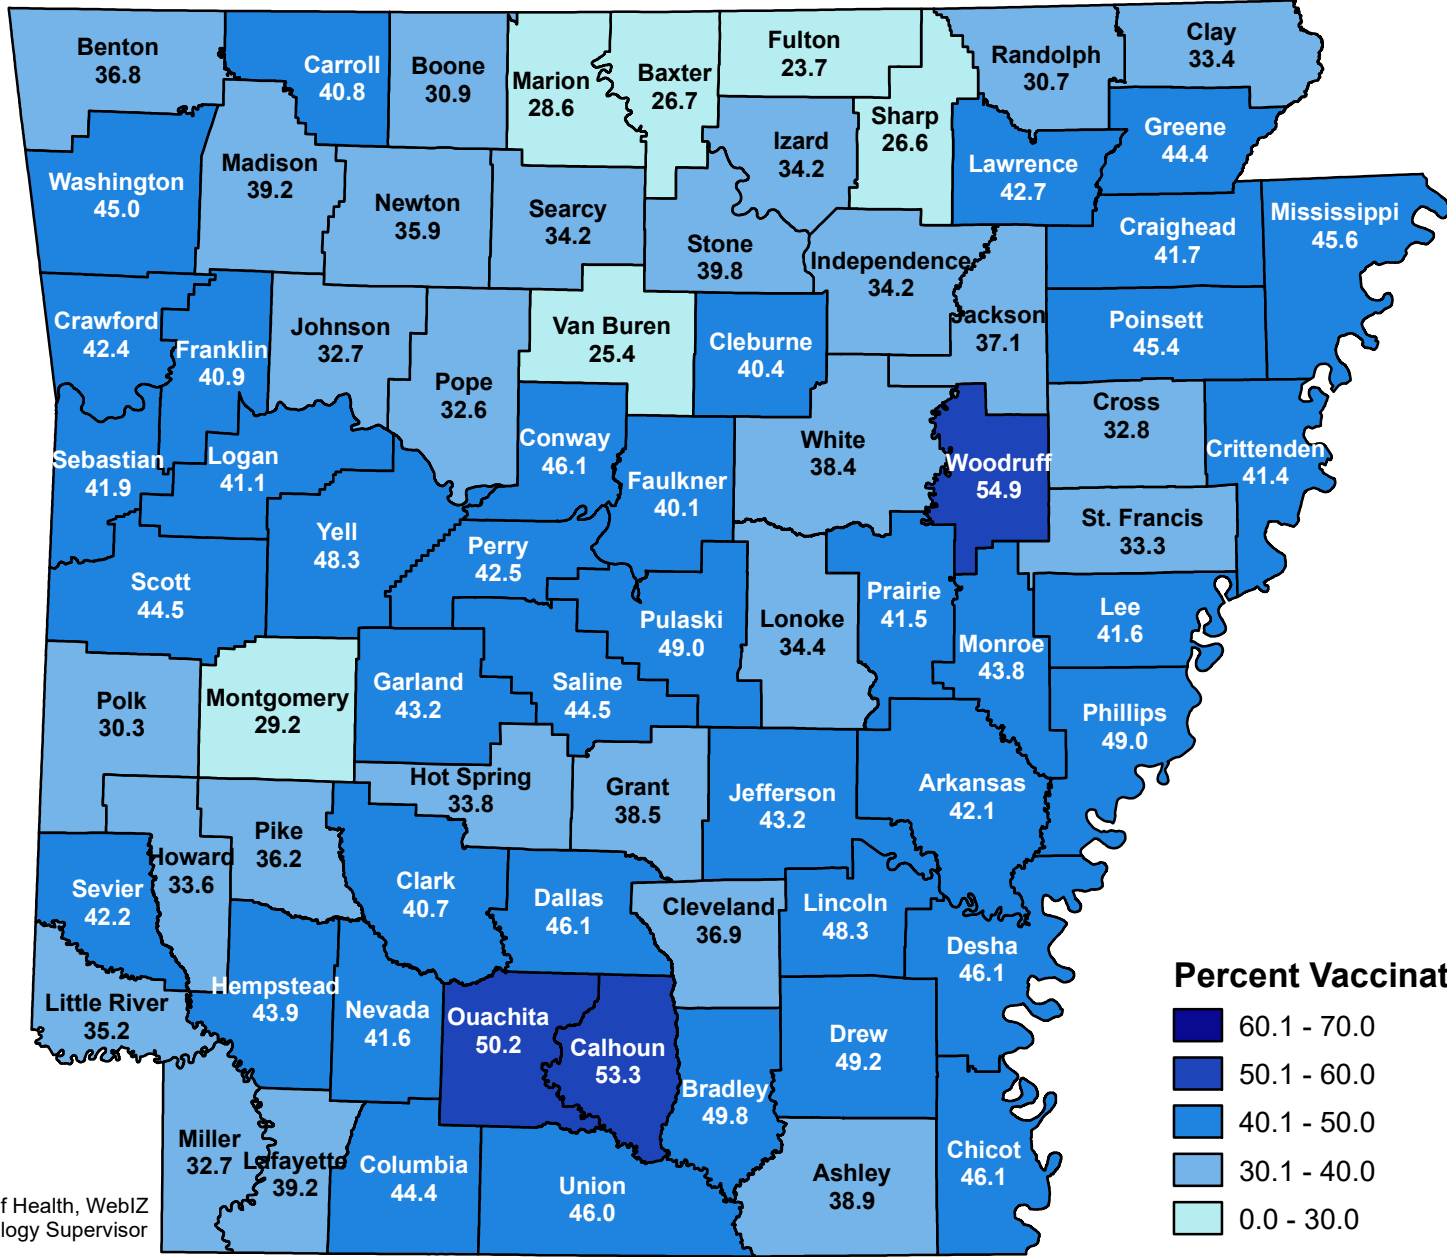 Benton
36.8
Carroll
40.8
Boone
30.9
Marion
28.6
Baxter
26.7
Fulton
23.7
Sharp
26.6
Randolph
30.7
Clay
33.4
Greene
44.4
Lawrence
42.7
Izard
34.2
Washington
45.0
Madison
39.2
Newton
35.9
Searcy
34.2
Stone
39.8
Independence
34.2
Craighead
41.7
Mississippi
45.6
Crawford
42.4
Franklin
40.9
Johnson
32.7
Pope
32.6
Van Buren
25.4
Cleburne
40.4
Jackson
37.1
Poinsett
45.4
Sebastian
41.9
Logan
41.1
Conway
46.1
Faulkner
40.1
White
38.4
Woodruff
54.9
Cross
32.8
Crittenden
41.4
St. Francis
33.3
Scott
44.5
Yell
48.3
Perry
42.5
Pulaski
49.0
Lonoke
34.4
Prairie
41.5
Monroe
43.8
Lee
41.6
Polk
30.3
Montgomery
29.2
Garland
43.2
Saline
44.5
Phillips
49.0
Hot Spring
33.8
Grant
38.5
Jefferson
43.2
Arkansas
42.1
Howard
33.6
Pike
36.2
Sevier
42.2
Clark
40.7
Dallas
46.1
Cleveland
36.9
Lincoln
48.3
Desha
46.1
Little River
35.2
Hempstead
43.9
Nevada
41.6
Ouachita
50.2
Calhoun
53.3
Bradley
49.8
Drew
49.2
Miller
32.7
Lafayette
39.2
Columbia
44.4
Union
46.0
Ashley
38.9
Chicot
46.1
Percent Vaccinat
60.1 - 70.0
50.1 - 60.0
40.1 - 50.0
30.1 - 40.0
0.0 - 30.0
f Health, WebIZ
logy Supervisor